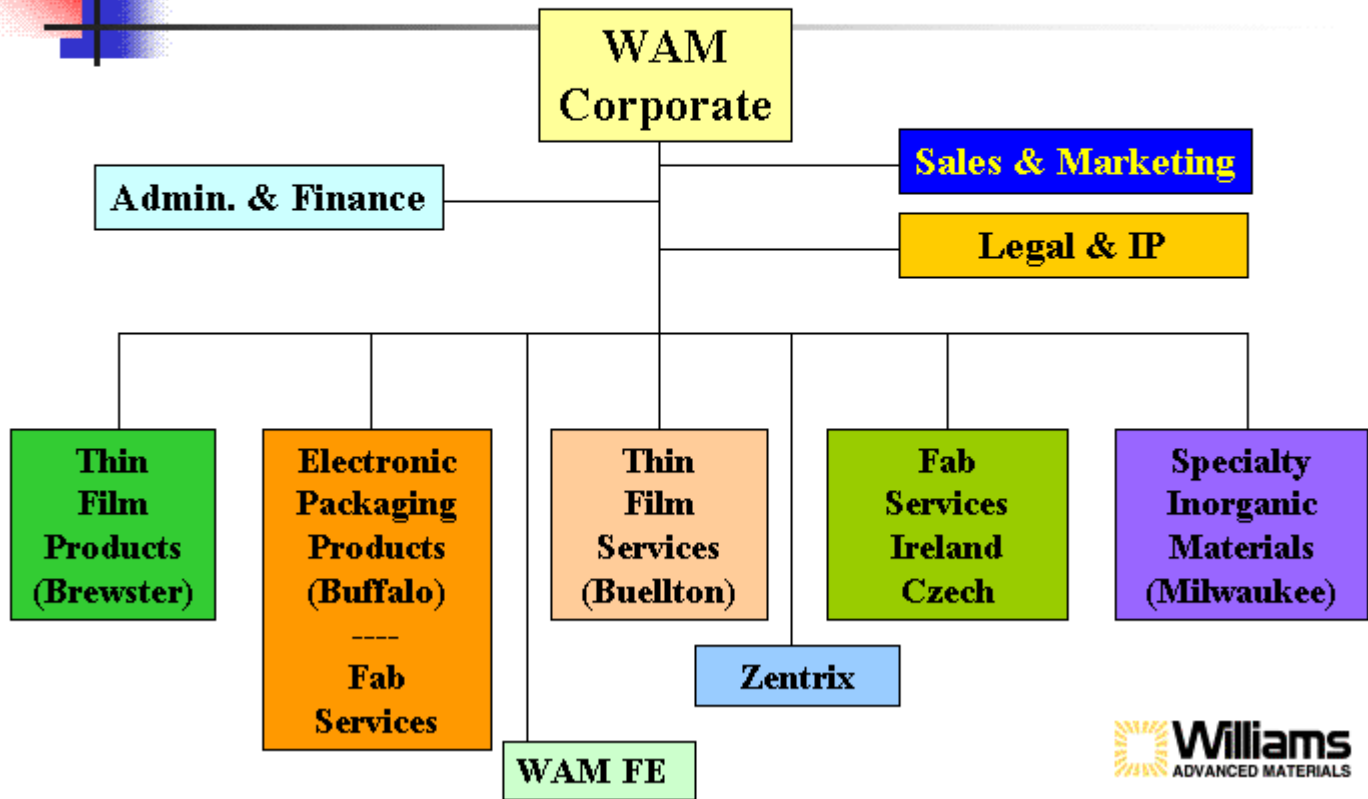 WAM
Corporate
Sales & Marketing
Admin. & Finance
Legal & IP
Thin
Film
Products
(Brewster)
Electronic
Packaging
Products
(Buffalo)
----
Fab
Services
Thin
Film
Services
(Buellton)
Fab
Services
Ireland
Czech
Specialty
Inorganic
Materials
(Milwaukee)
Zentrix
WAM FE
Williams
ADVANCED MATERIALS